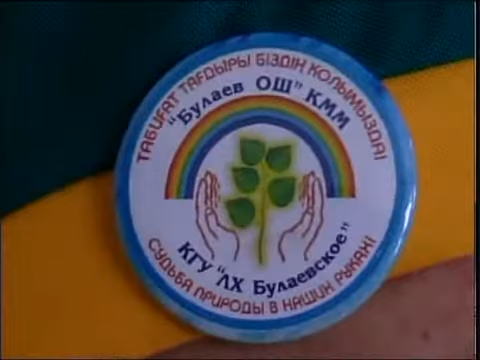 ТАБИҒАТ ТАҒДЫРЫ БІЗДІҢ ҚОЛЫМЫЗДА!
"Булаев ОШ" КММ
КГУ "ЛХ Булаевское"
СУДЬБА ПРИРОДЫ В НАШИХ РУКАХ!